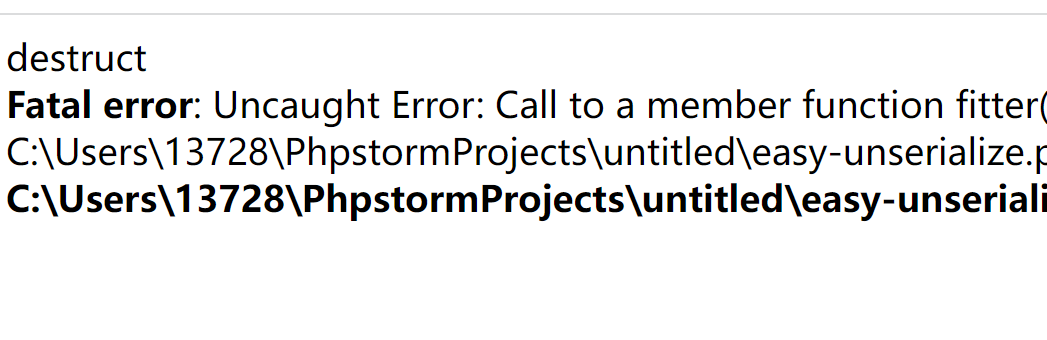 destruct
Fatal error: Uncaught Error: Call to a member function fitter(
C:\Users\13728\PhpstormProjects\untitled\easy-unserialize.p
C:\Users\13728\PhpstormProjects\untitled\easy-unseriali